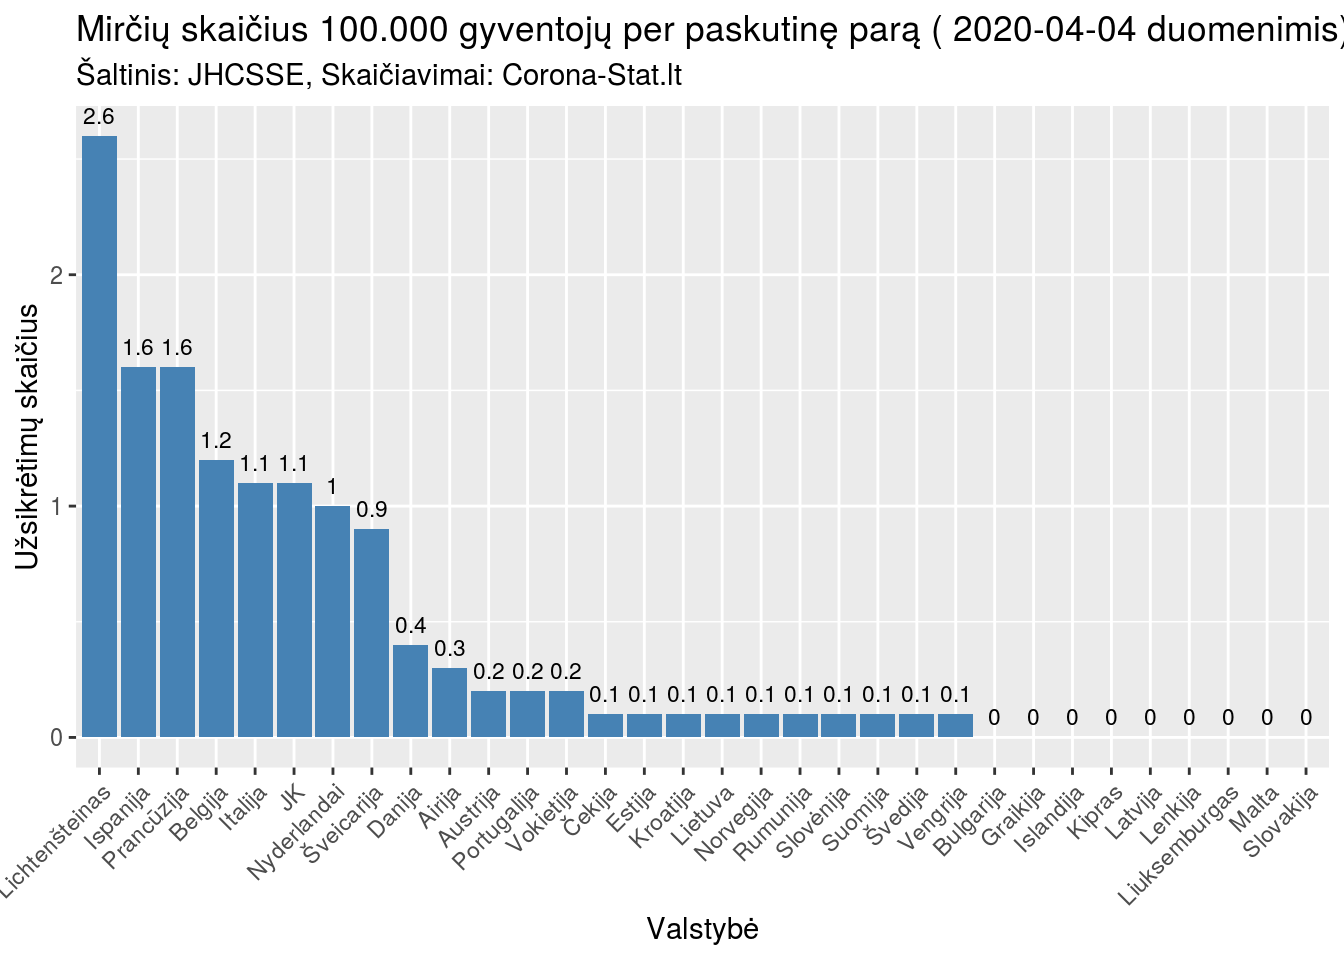 Mirčių skaičius 100.000 gyventojų per paskutinę parą ( 2020-04-04 duomenimis)
Šaltinis: JHCSSE, Skaičiavimai: Corona-Stat.lt
Užsikrėtimų skaičius
2
1
0
2.6
1.6
1.6
1.2
1.1
1.1
1
0.9
0.4
0.3
0.2
0.2
0.2
0.1
0.1
0.1
0.1
0.1
0.1
0.1
0.1
0.1
0.1
0
0
0
0
0
0
0
0
0
Lichtenšteinas
Ispanija
Prancūzija
Belgija
Italija
JK
Nyderlandai
Šveicarija
Danija
Airija
Austrija
Portugalija
Vokietija
Čekija
Estija
Kroatija
Lietuva
Norvegija
Rumunija
Slovėnija
Suomija
Švedija
Vengrija
Bulgarija
Graikija
Islandija
Kipras
Latvija
Lenkija
Liuksemburgas
Malta
Slovakija
Valstybė